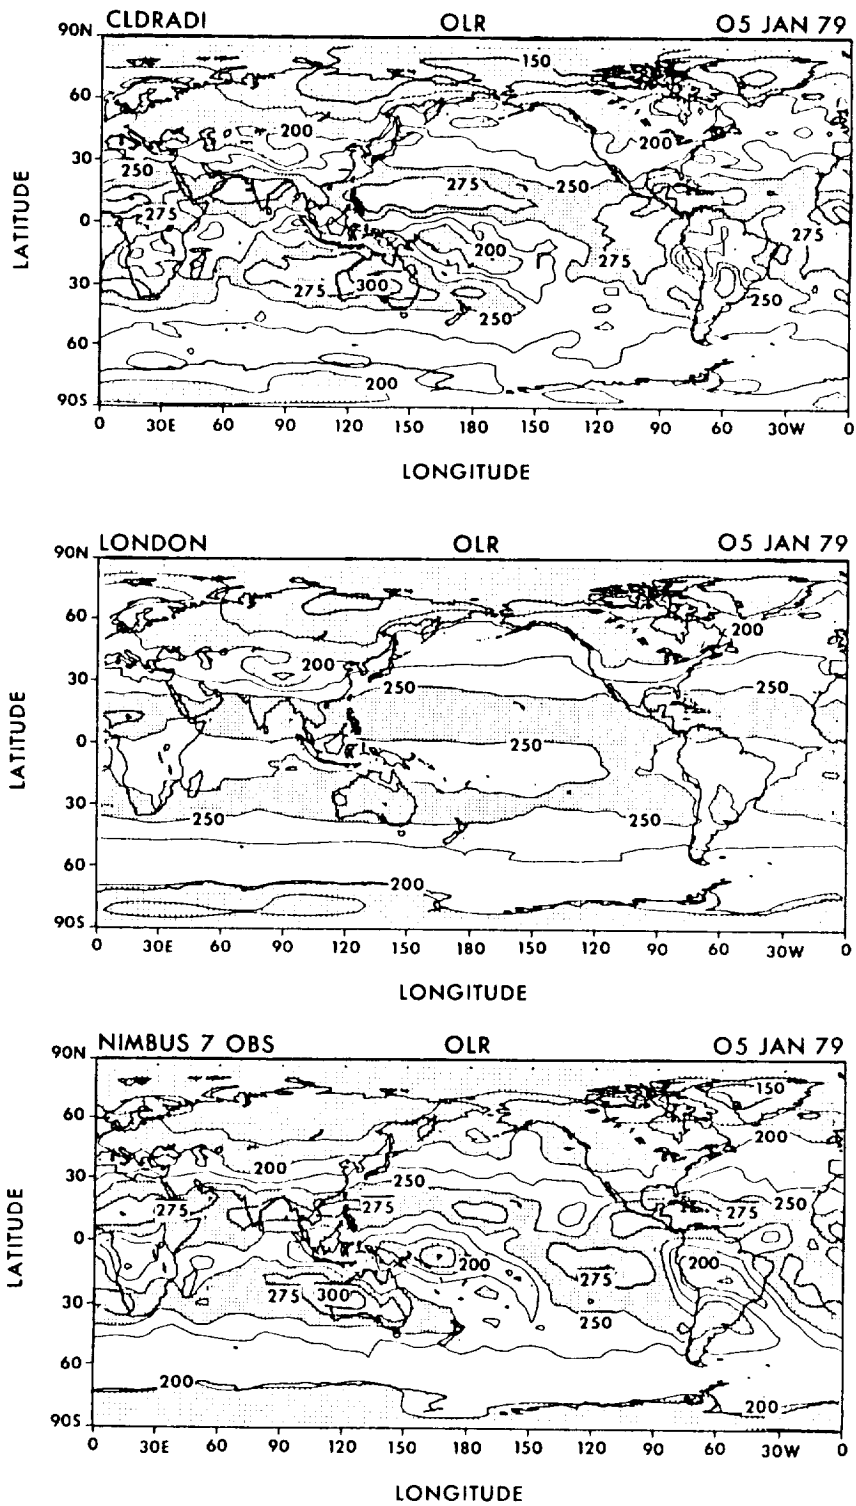 CLDRADI OLR 05 JAN 79
90N
150
60
200 200
30
250 275 250
LATITUDE
275
0
200 275 275
30
275 300 250 250
60
200
90S
0 30E 60 90 120 150 180 150 120 90 60 30W 0
LONGITUDE
LONDON OLR 05 JAN 79
90N
60
200
200
30
250 250
LATITUDE
0
250
30
250 250
60
200
90S
0 30E 60 90 120 150 180 150 120 90 60 30W 0
LONGITUDE
NIMBUS 7 OBS OLR 05 JAN 79
90N
150
60
200
200
30
250 250
275 275 275
LATITUDE
0
200 200
275
275 300
30
250
60
200
200
90S
0 30E 60 90 120 150 180 150 120 90 60 30W 0
LONGITUDE